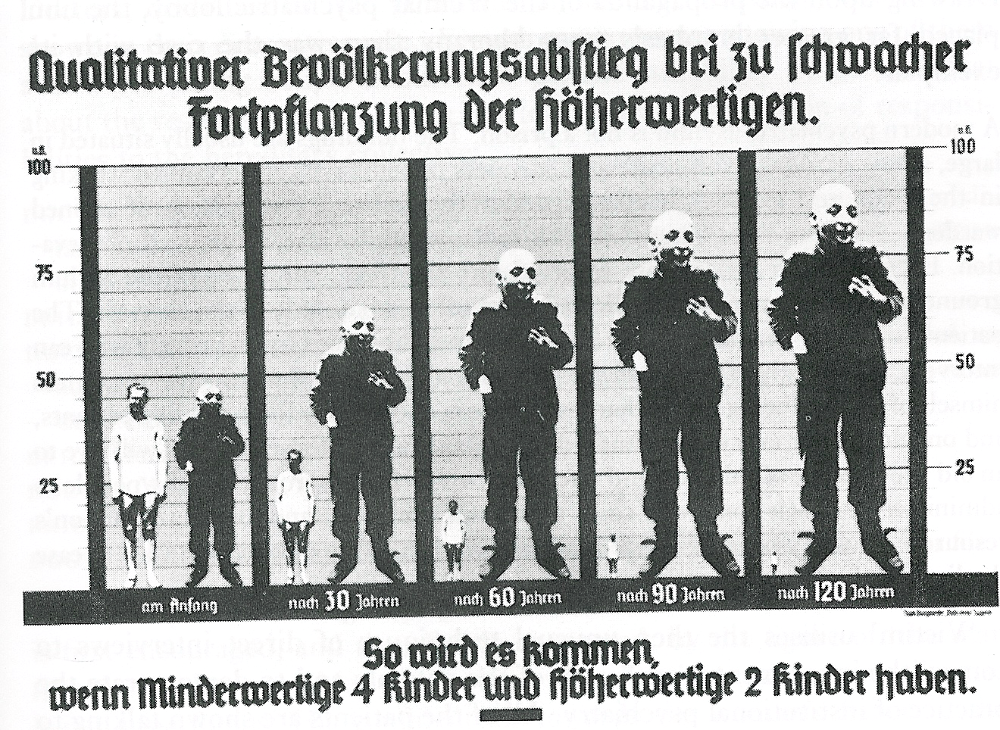 Qualitativer Bevölkerungsabstieg bei zu schwacher
Fortpflanzung der Höherwertigen.
v.H. v.H.
100 100
75 75
50 50
25 25
am Anfang nach 30 Jahren nach 60 Jahren nach 90 Jahren nach 120 Jahren
So wird es kommen,
wenn Minderwertige 4 Kinder und Höherwertige 2 Kinder haben.